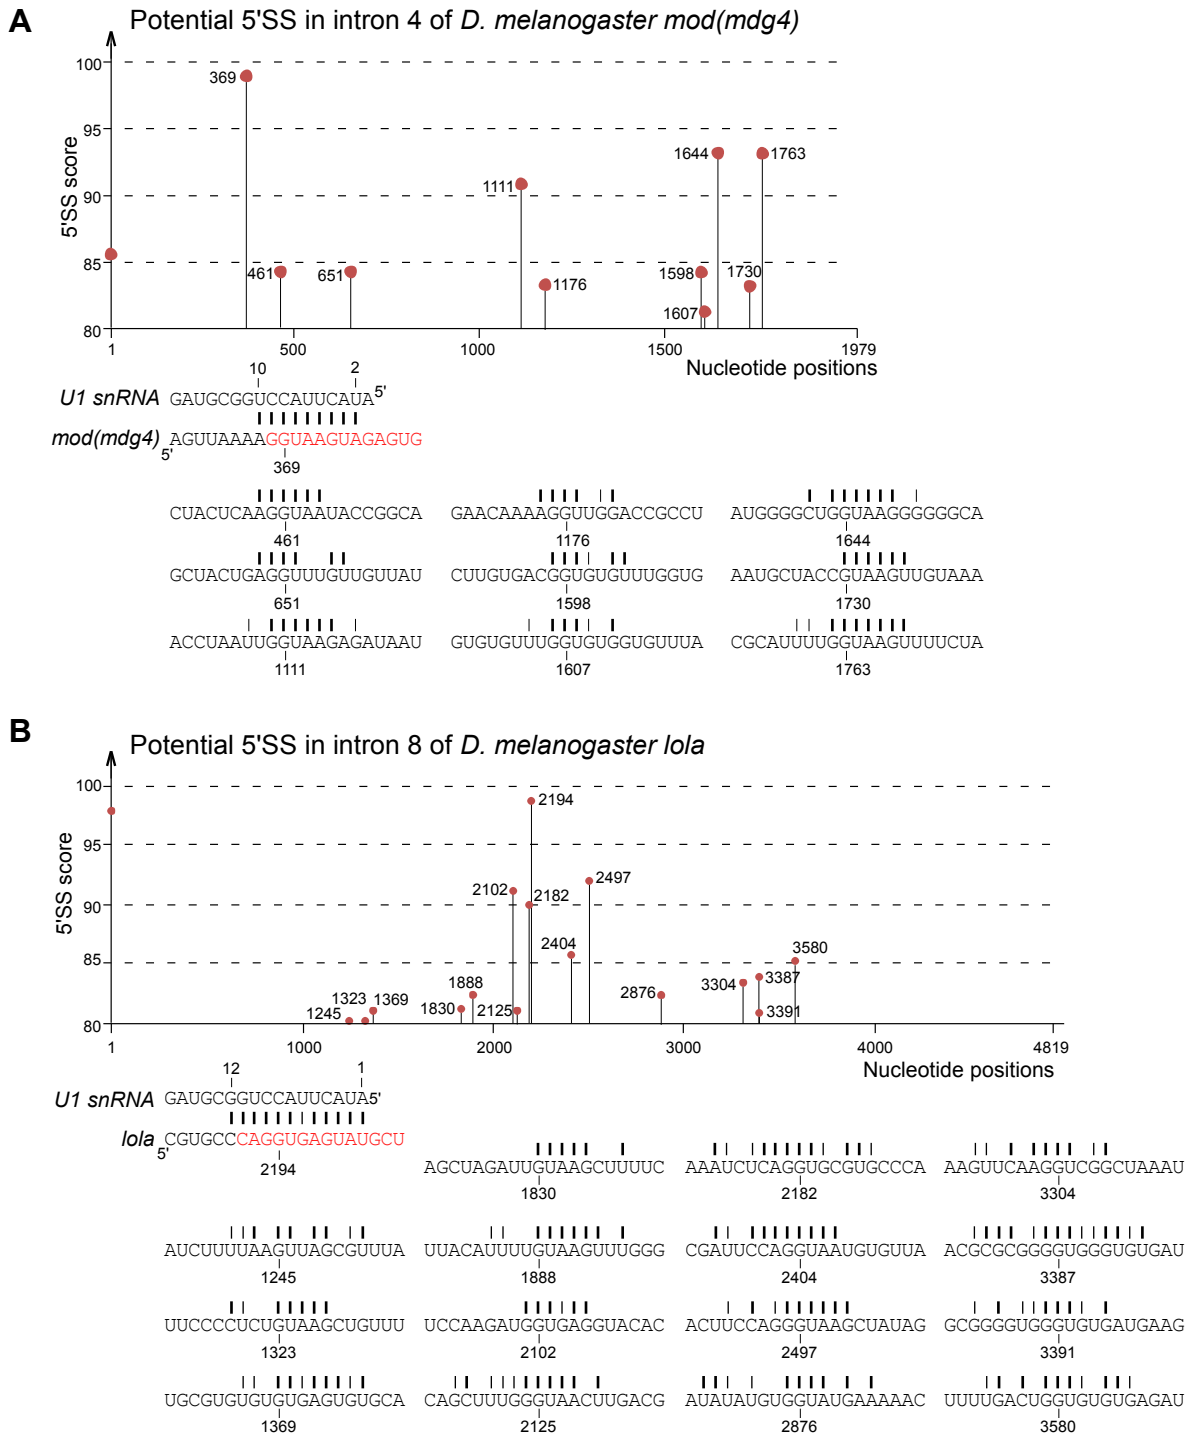 A
Potential 5'SS in intron 4 of D. melanogaster mod(mdg4)
5'SS score
100
95
90
85
80
369
461
651
1111
1176
1598
1607
1644
1730
1763
1
500
1000
1500
1979
Nucleotide positions
10
2
U1 snRNA GAUGCGGUCCAUUCAUA5'
mod(mdg4) 5' AGUUAAAAGGUAAGUAGAGUG
369
CUACUCAAGGUAAUACCGGCA GAACAAAAGGUUGGACCGCCU AUGGGGCUGGUAAGGGGGGCA
461 1176 1644
GCUACUGAGGUUUGUUGUUAU CUUGUGACGGUGUGUUUGGUG AAUGCUACCGUAAGUUGUAAA
651 1598 1730
ACCUAAUUGGUAAGAGAUAAU GUGUGUUUGGUGUGGUGUUUA CGCAUUUUGGUAAGUUUUCUA
1111 1607 1763
B
Potential 5'SS in intron 8 of D. melanogaster lola
5'SS score
100
95
90
85
80
1245
1323
1369
1830
1888
2102
2125
2182
2194
2404
2497
2876
3304
3387
3391
3580
1
1000
2000
3000
4000
4819
Nucleotide positions
12
1
U1 snRNA GAUGCGGUCCAUUCAUA5'
lola 5' CGUGCCCAGGUGAGUAUGCU
2194
AGCUAGAUUGUAAGCUUUUC AAAUCUCAGGUGCGUGCCCA AAGUUCAAGGUCGGCUAAAU
1830 2182 3304
AUCUUUUAAGUUAGCGUUUA UUACAUUUUGUAAGUUUGGG CGAUUCCAGGUAAUGUGUUA ACGCGCGGGGUGGGUGUGAU
1245 1888 2404 3387
UUCCCCUCUGUAAGCUGUUU UCCAAGAUGGUGAGGUACAC ACUUCCAGGGUAAGCUAUAG GCGGGGUGGGUGUGAUGAAG
1323 2102 2497 3391
UGCGUGUGUGUGAGUGUGCA CAGCUUUGGGUAACUUGACG AUAUAUGUGGUAUGAAAAAC UUUUGACUGGUGUGUGAGAU
1369 2125 2876 3580